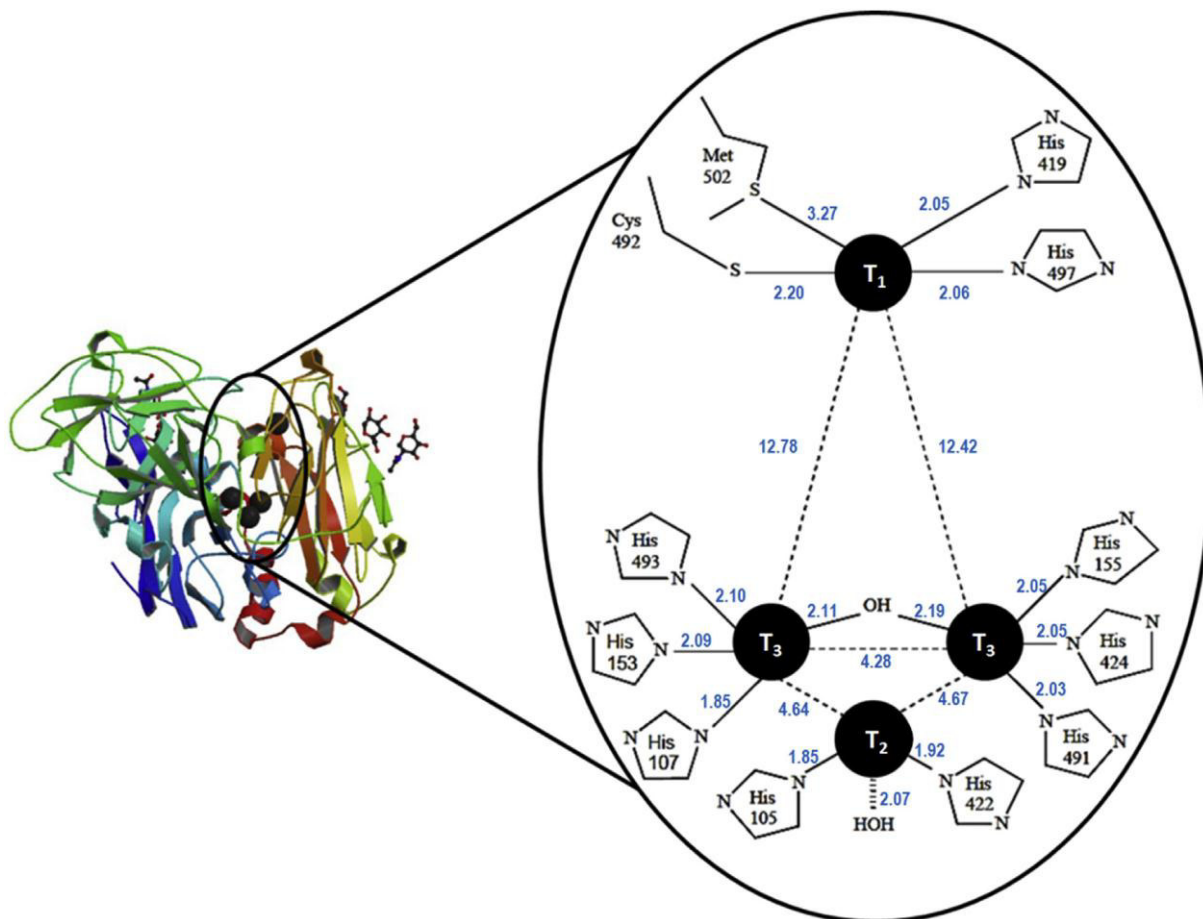 N
His
419
N
Met
502
S
3.27
2.05
Cys
492
S
2.20
T1
2.06
N
His
497
N
12.78
12.42
N
His
493
N
2.10
2.11
OH
2.19
2.05
N
His
155
N
N
His
153
N
2.09
T3
4.28
T3
2.05
N
His
424
N
1.85
4.64
4.67
2.03
N
His
107
N
T2
N
His
491
N
1.85
1.92
N
His
105
N
2.07
HOH
N
His
422
N